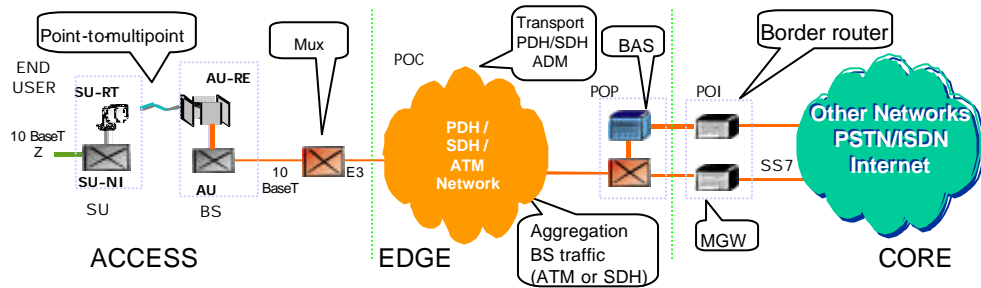 Point-to-multipoint
Mux
Transport
PDH/SDH
ADM
BAS
Border router
END
USER
SU-RT
AU-RE
POC
POP
POI
10 BaseT
Z
SU-NI
AU
10
BaseT
E3
PDH /
SDH /
ATM
Network
SS7
Other Networks
PSTN/ISDN
Internet
SU
BS
Aggregation
BS traffic
(ATM or SDH)
MGW
ACCESS
EDGE
CORE